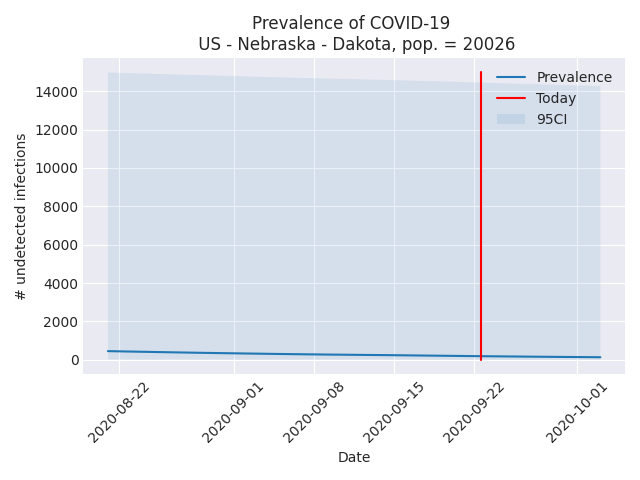 Prevalence of COVID-19
US - Nebraska - Dakota, pop. = 20026
Prevalence
Today
95CI
14000
12000
10000
8000
6000
4000
2000
0
# undetected infections
2020-08-22
2020-09-01
2020-09-08
2020-09-15
2020-09-22
2020-10-01
Date